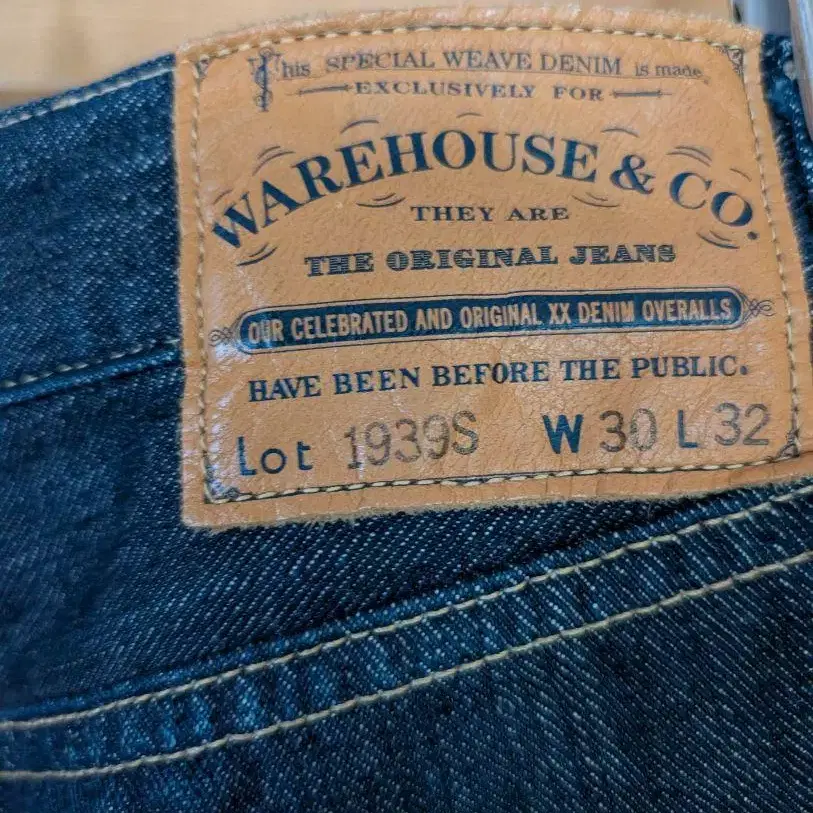 This SPECIAL WEAVE DENIM is made
EXCLUSIVELY FOR
WAREHOUSE & CO.
THEY ARE
THE ORIGINAL JEANS
OUR CELEBRATED AND ORIGINAL XX DENIM OVERALLS
HAVE BEEN BEFORE THE PUBLIC.
Lot 1939S W 30 L 32